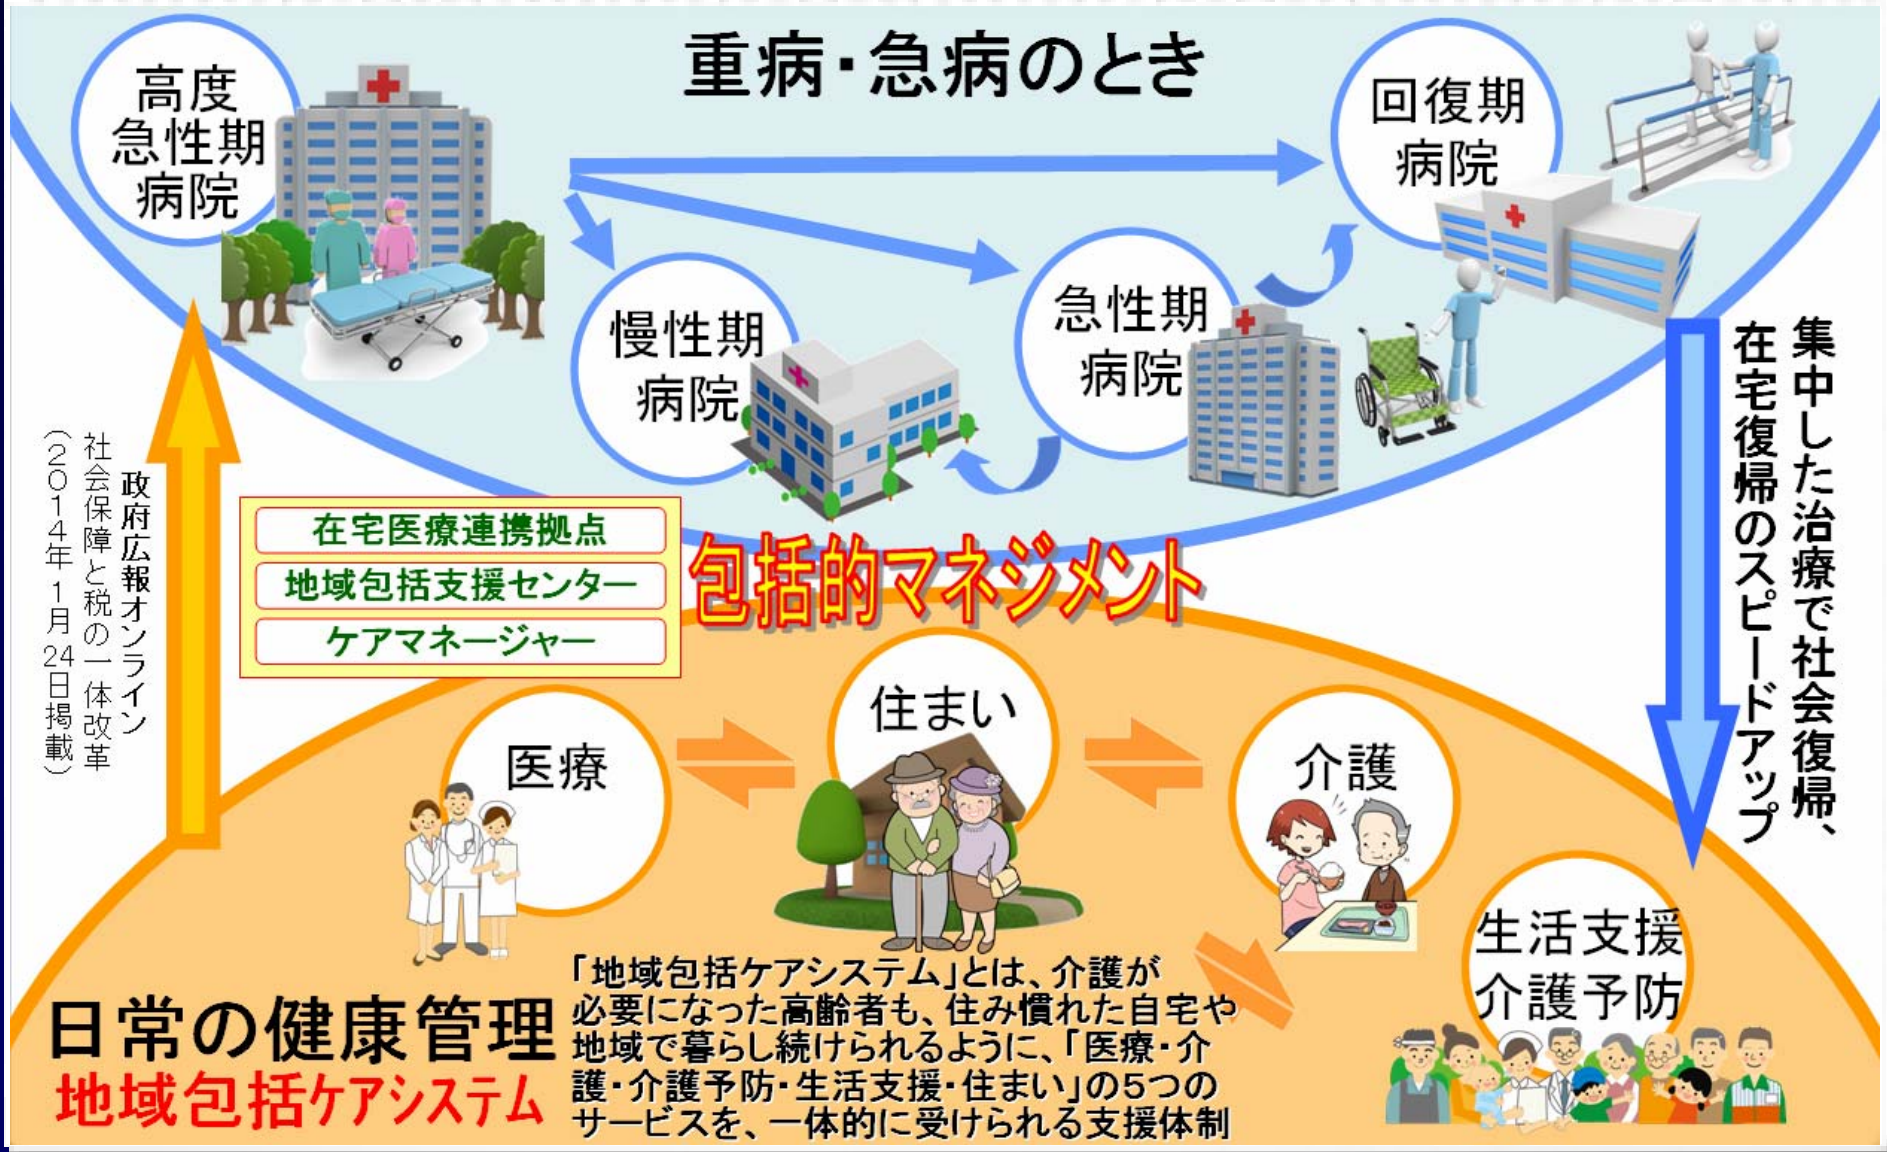 重病・急病のとき
高度
急性期
病院
回復期
病院
慢性期
病院
急性期
病院
集中した治療で社会復帰、
在宅復帰のスピードアップ
政府広報オンライン
社会保障と税の一体改革
（２０１４年１月24日掲載）
在宅医療連携拠点
地域包括支援センター
ケアマネージャー
包括的マネジメント
医療
住まい
介護
生活支援
介護予防
日常の健康管理
地域包括ケアシステム
「地域包括ケアシステム」とは、介護が
必要になった高齢者も、住み慣れた自宅や
地域で暮らし続けられるように、「医療・介
護・介護予防・生活支援・住まい」の５つの
サービスを、一体的に受けられる支援体制